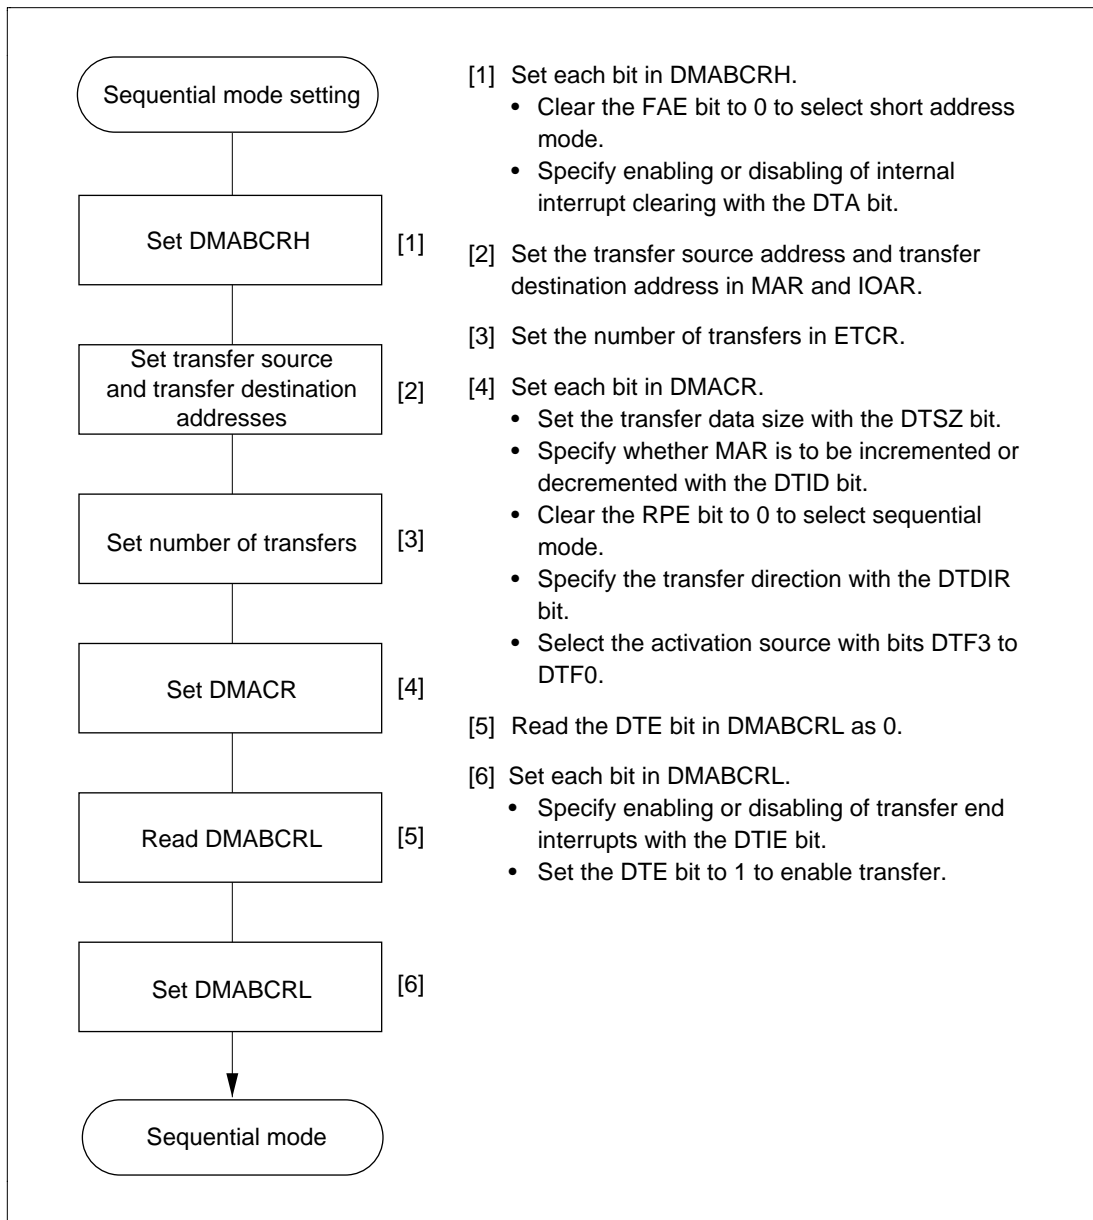 Sequential mode setting
Set DMABCRH
[1]
Set transfer source
and transfer destination
addresses
[2]
Set number of transfers
[3]
Set DMACR
[4]
Read DMABCRL
[5]
Set DMABCRL
[6]
Sequential mode
[1] Set each bit in DMABCRH.
• Clear the FAE bit to 0 to select short address
mode.
• Specify enabling or disabling of internal
interrupt clearing with the DTA bit.
[2] Set the transfer source address and transfer
destination address in MAR and IOAR.
[3] Set the number of transfers in ETCR.
[4] Set each bit in DMACR.
• Set the transfer data size with the DTSZ bit.
• Specify whether MAR is to be incremented or
decremented with the DTID bit.
• Clear the RPE bit to 0 to select sequential
mode.
• Specify the transfer direction with the DTDIR
bit.
• Select the activation source with bits DTF3 to
DTF0.
[5] Read the DTE bit in DMABCRL as 0.
[6] Set each bit in DMABCRL.
• Specify enabling or disabling of transfer end
interrupts with the DTIE bit.
• Set the DTE bit to 1 to enable transfer.